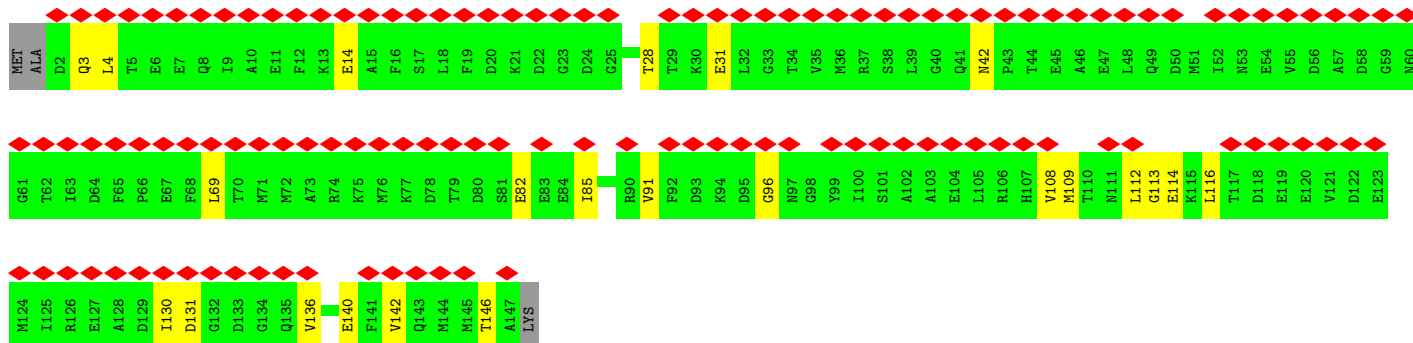 MET ALA D2 Q3 L4 T5 E6 E7 Q8 I9 A10 E11 F12 K13 E14 A15 F16 S17 L18 F19 D20 K21 D22 G23 D24 G25 T28 T29 K30 E31 L32 G33 T34 V35 M36 R37 S38 L39 G40 Q41 N42 P43 T44 E45 A46 E47 L48 Q49 D50 M51 I52 N53 E54 V55 D56 A57 D58 G59 N60
G61 T62 I63 D64 F65 P66 E67 F68 L69 T70 M71 M72 A73 R74 K75 M76 K77 D78 T79 D80 S81 E82 E83 E84 I85 R90 V91 F92 D93 K94 D95 G96 N97 G98 Y99 I100 S101 A102 A103 E104 L105 R106 H107 V108 M109 T110 N111 L112 G113 E114 K115 L116 T117 D118 E119 E120 V121 D122 E123
M124 I125 R126 E127 A128 D129 I130 D131 G132 D133 G134 Q135 V136 E140 F141 V142 Q143 M144 M145 T146 A147 LYS